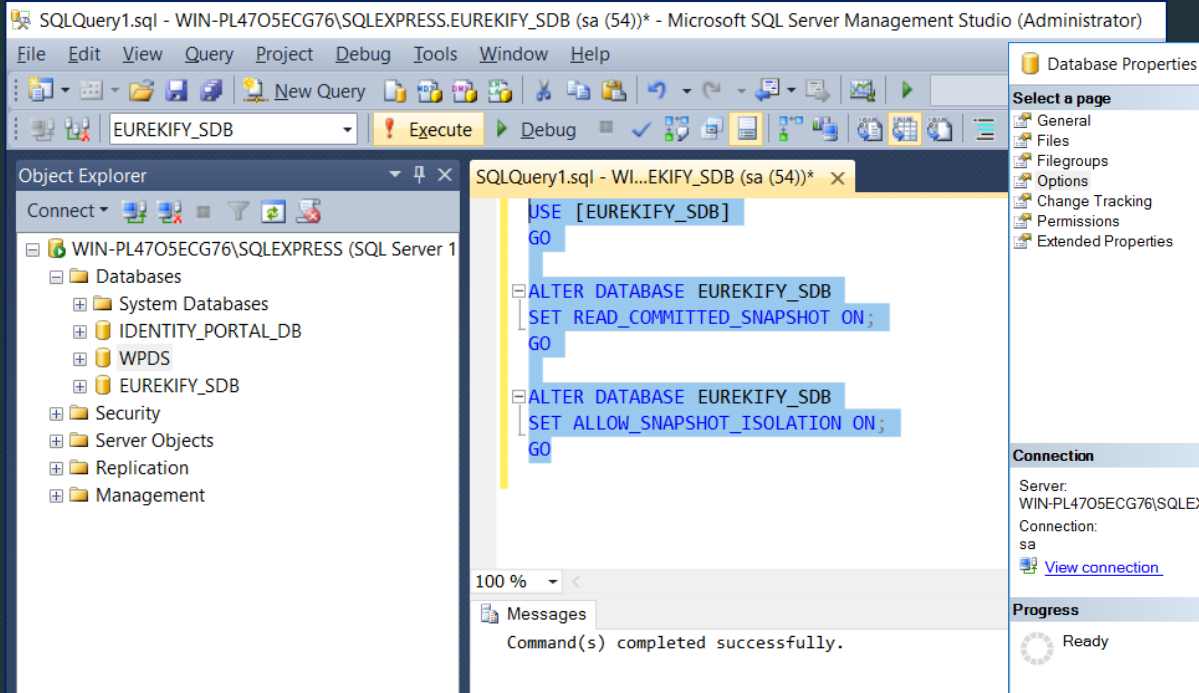 SQLQuery1.sql - WIN-PL47O5ECG76\SQLEXPRESS.EUREKIFY_SDB (sa (54))* - Microsoft SQL Server Management Studio (Administrator)
File Edit View Query Project Debug Tools Window Help
New Query
EUREKIFY_SDB
! Execute Debug
Object Explorer
Connect
WIN-PL47O5ECG76\SQLEXPRESS (SQL Server 1
Databases
System Databases
IDENTITY_PORTAL_DB
WPDS
EUREKIFY_SDB
Security
Server Objects
Replication
Management
SQLQuery1.sql - WI...EKIFY_SDB (sa (54))*
USE [EUREKIFY_SDB]
GO
ALTER DATABASE EUREKIFY_SDB
SET READ_COMMITTED_SNAPSHOT ON;
GO
ALTER DATABASE EUREKIFY_SDB
SET ALLOW_SNAPSHOT_ISOLATION ON;
GO
100 %
Messages
Command(s) completed successfully.
Database Properties
Select a page
General
Files
Filegroups
Options
Change Tracking
Permissions
Extended Properties
Connection
Server:
WIN-PL47O5ECG76\SQLEX
Connection:
sa
View connection
Progress
Ready